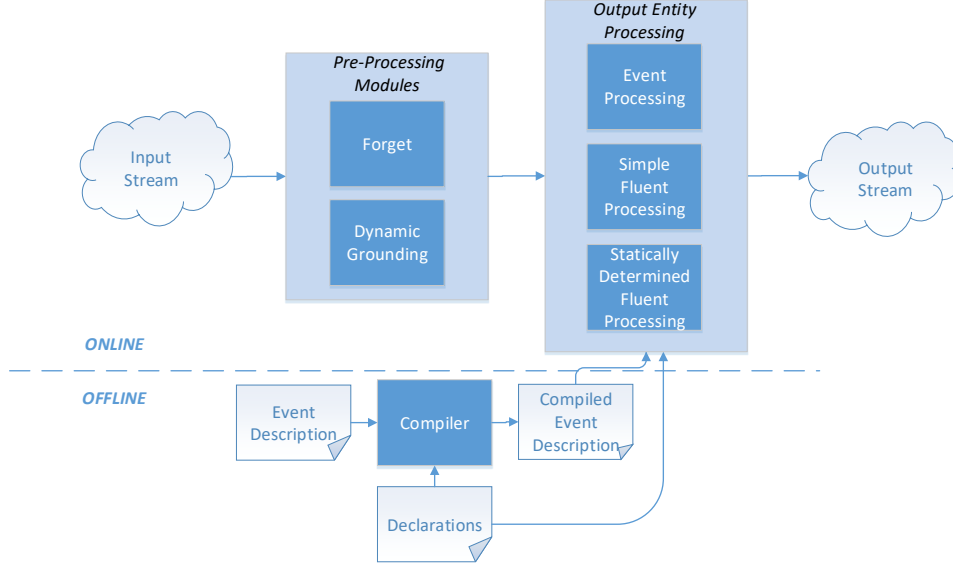 Output Entity
Processing
Pre-Processing
Modules
Event
Processing
Forget
Input
Stream
Simple
Fluent
Processing
Output
Stream
Dynamic
Grounding
Statically
Determined
Fluent
Processing
ONLINE
OFFLINE
Event
Description
Compiler
Compiled
Event
Description
Declarations